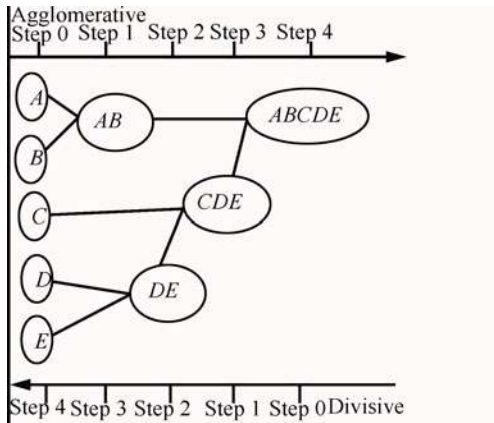 Agglomerative
Step 0 Step 1 Step 2 Step 3 Step 4
A
AB
ABCDE
B
C
CDE
D
DE
E
Step 4 Step 3 Step 2 Step 1 Step 0 Divisive